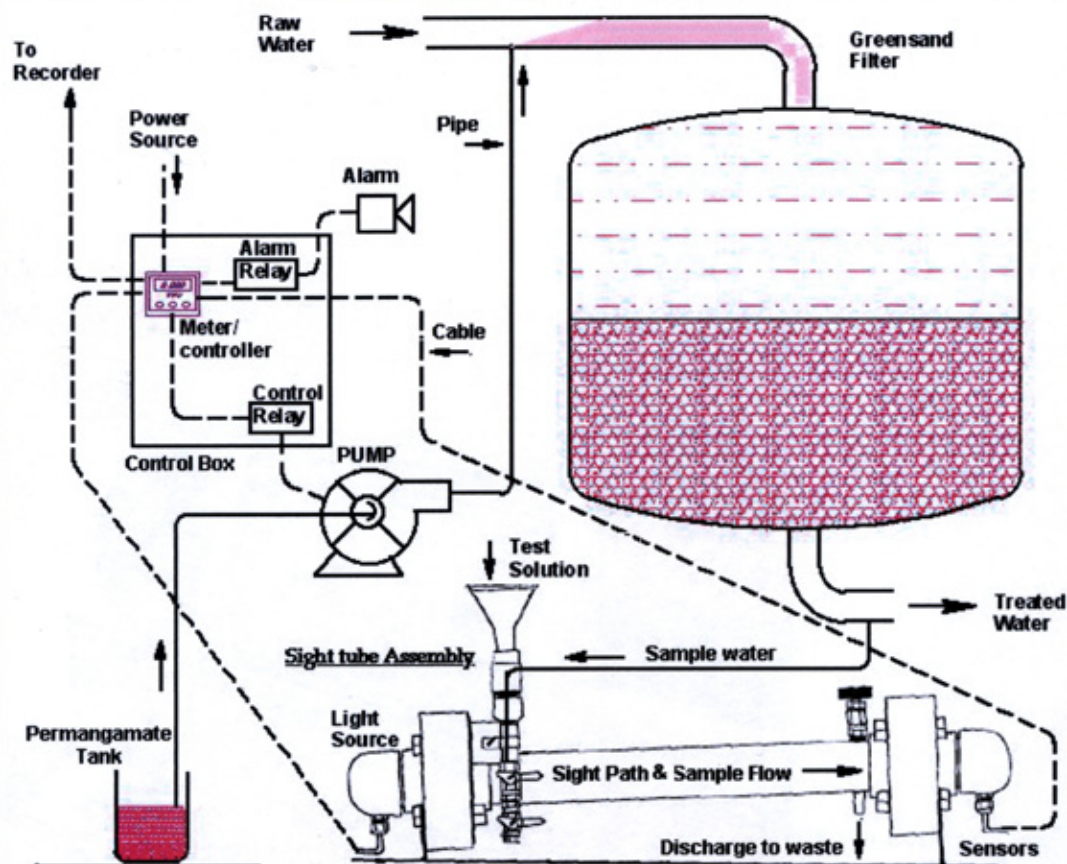 Raw
Water
Greensand
Filter
To
Recorder
Power
Source
Pipe
Alarm
Alarm
Relay
Meter/
controller
Cable
Control
Relay
Control Box
PUMP
Test
Solution
Treated
Water
Sight tube Assembly
Sample water
Light
Source
Permangamate
Tank
Sight Path & Sample Flow
Discharge to waste
Sensors